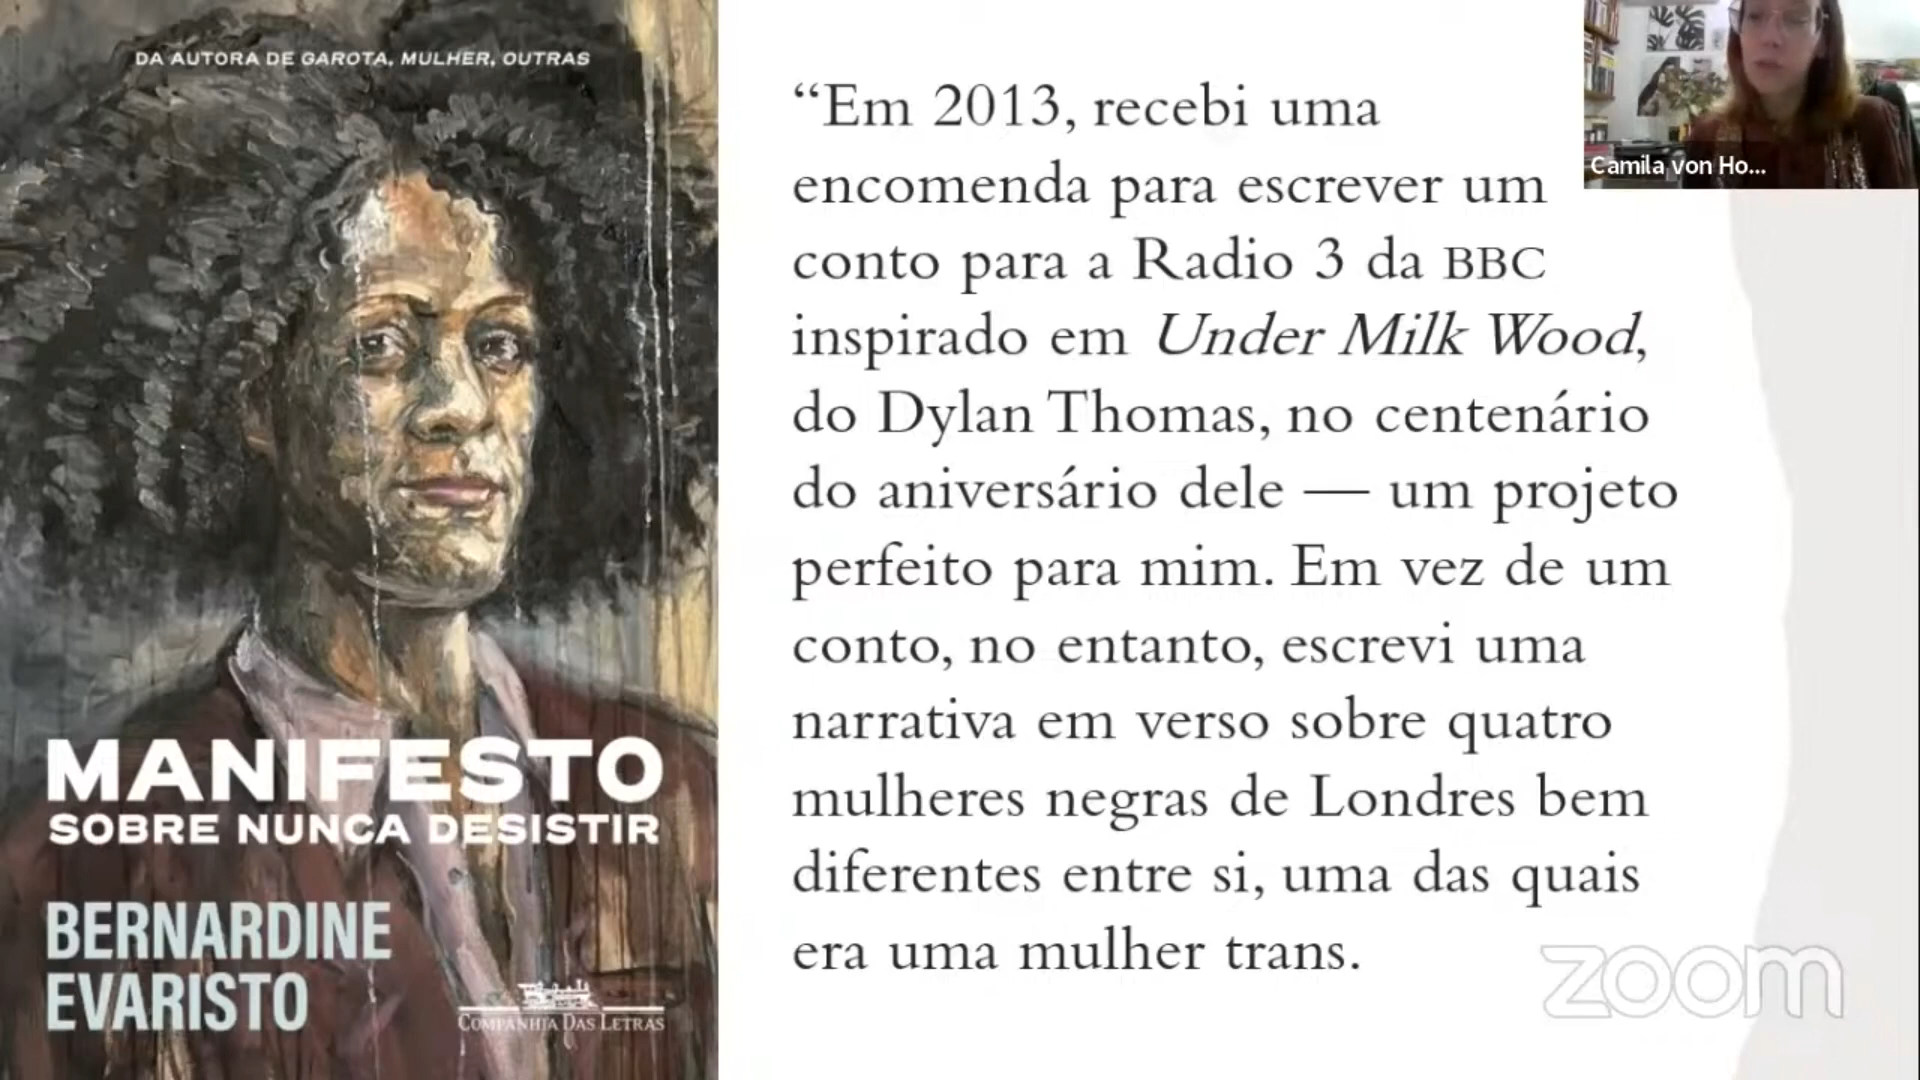 DA AUTORA DE GAROTA, MULHER, OUTRAS
MANIFESTO
SOBRE NUNCA DESISTIR
BERNARDINE
EVARISTO
COMPANHIA DAS LETRAS
“Em 2013, recebi uma
encomenda para escrever um
conto para a Radio 3 da BBC
inspirado em Under Milk Wood,
do Dylan Thomas, no centenário
do aniversário dele — um projeto
perfeito para mim. Em vez de um
conto, no entanto, escrevi uma
narrativa em verso sobre quatro
mulheres negras de Londres bem
diferentes entre si, uma das quais
era uma mulher trans.
Camila von Ho...
zoom